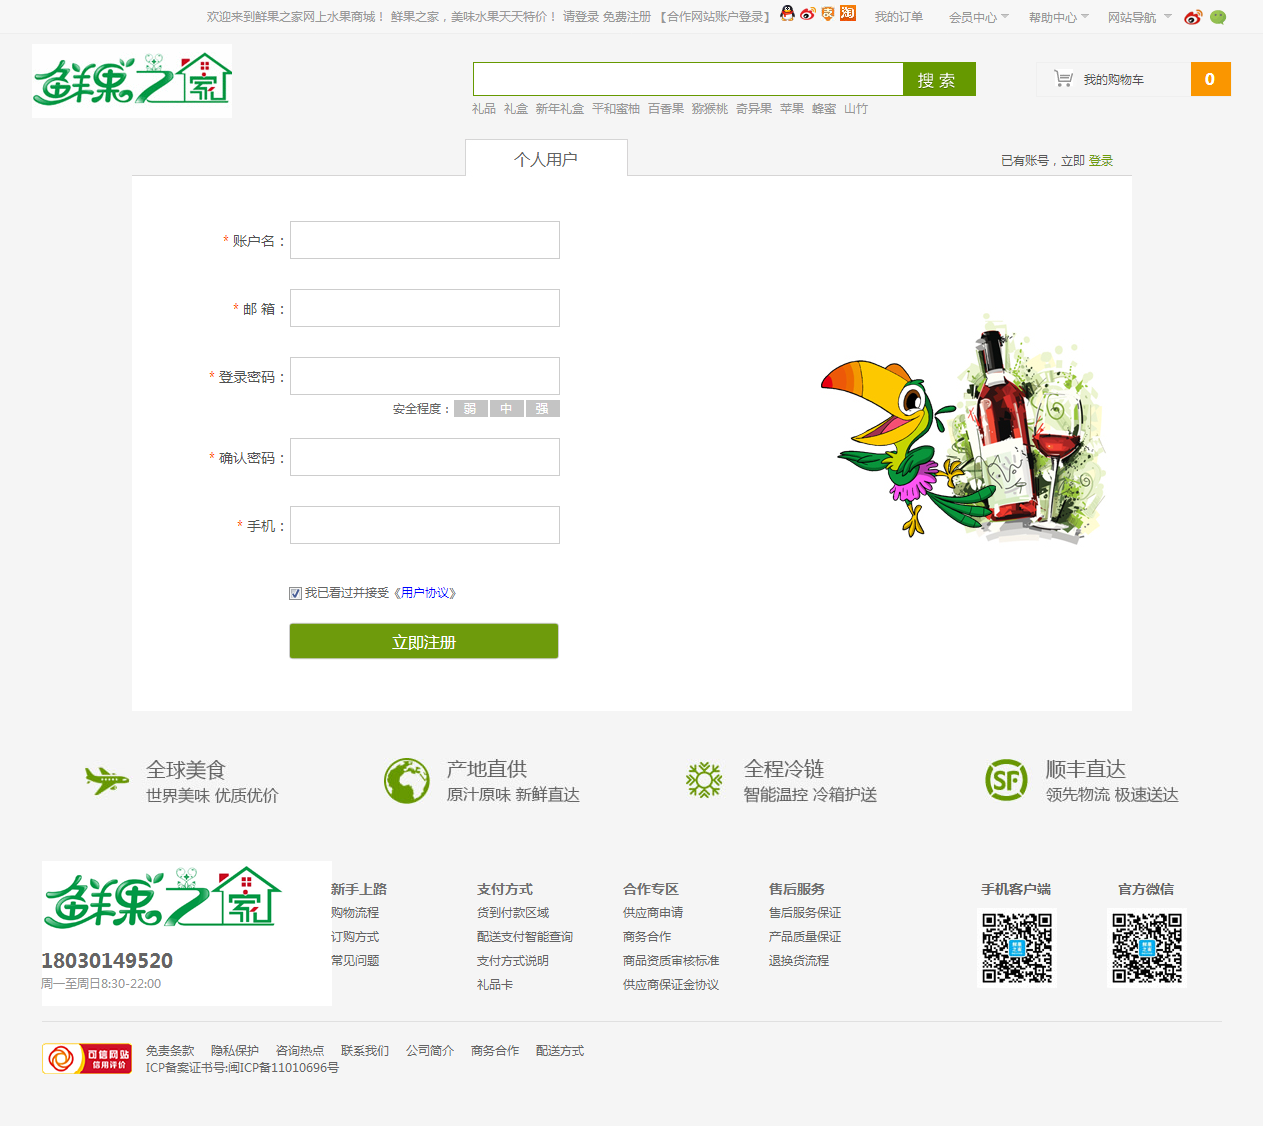 欢迎来到鲜果之家网上水果商城！ 鲜果之家，美味水果天天特价！ 请登录 免费注册 【合作网站账户登录】 淘 我的订单 会员中心 帮助中心 网站导航
鲜果之家
搜 索
我的购物车 0
礼品 礼盒 新年礼盒 平和蜜柚 百香果 猕猴桃 奇异果 苹果 蜂蜜 山竹
个人用户
已有账号，立即 登录
* 账户名：
* 邮 箱：
* 登录密码：
安全程度： 弱 中 强
* 确认密码：
* 手机：
我已看过并接受《用户协议》
立即注册
全球美食 产地直供 全程冷链 顺丰直达
世界美味 优质优价 原汁原味 新鲜直达 智能温控 冷箱护送 领先物流 极速送达
SF
鲜果之家
新手上路 支付方式 合作专区 售后服务 手机客户端 官方微信
购物流程 货到付款区域 供应商申请 售后服务保证
订购方式 配送支付智能查询 商务合作 产品质量保证
常见问题 支付方式说明 商品资质审核标准 退换货流程
礼品卡 供应商保证金协议
18030149520
周一至周日8:30-22:00
可信网站
信用评价
免责条款 隐私保护 咨询热点 联系我们 公司简介 商务合作 配送方式
ICP备案证书号:闽ICP备11010696号